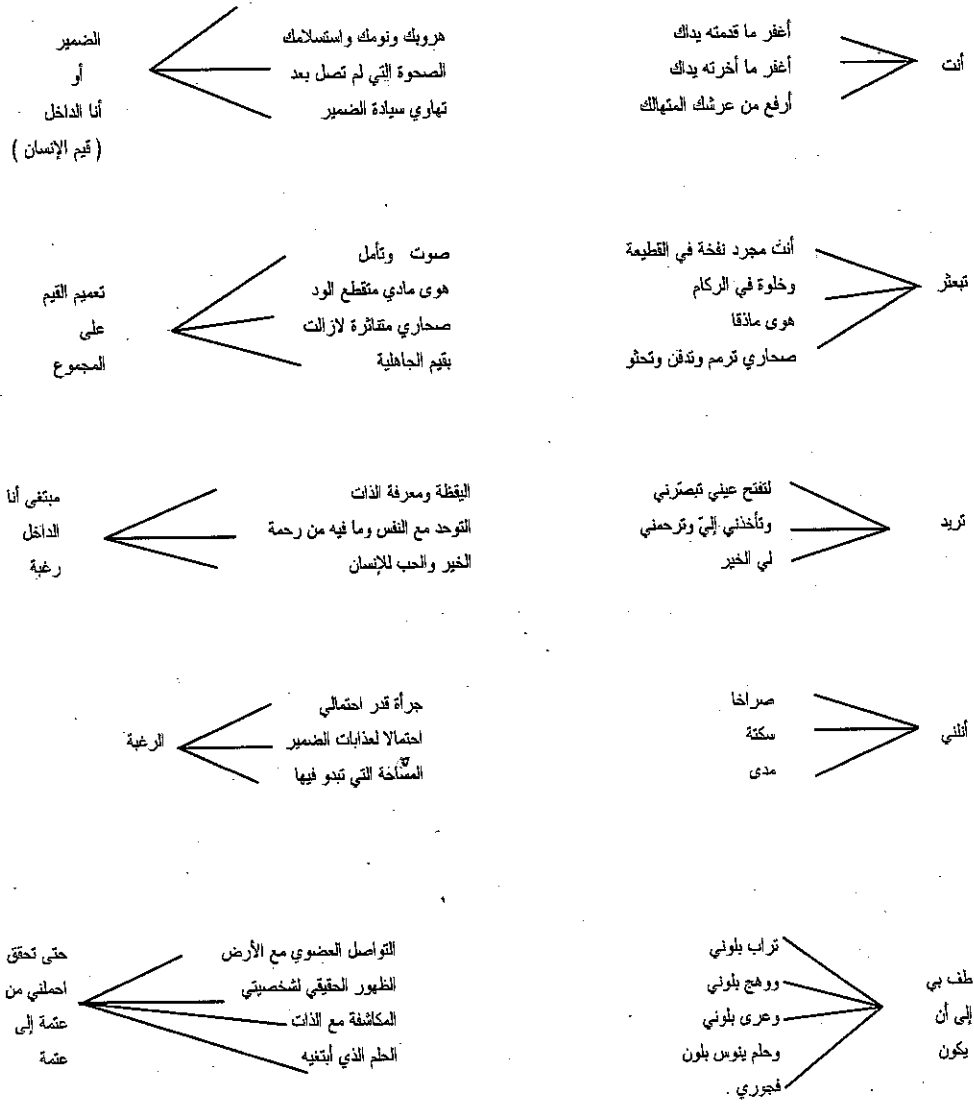 أنت
أغفر ما قدمته يداك
أغفر ما أخرته يداك
أرفع من عرشك المتهالك
هروبك ونومك واستسلامك
الصحوة التي لم تصل بعد
تهاوي سيادة الضمير
الضمير
أو
أنا الداخل
( قيم الإنسان )
تبعثر
أنت مجرد نفخة في القطيعة
وخلوة في الركام
هوى ماذقا
صحاري ترمم وتدفن وتحثو
صوت وتأمل
هوى مادي متقطع الود
صحاري متناثرة لازالت
بقيم الجاهلية
تعميم القيم
على
المجموع
تريد
لتفتح عيني تبصّرني
وتأخذني إليّ وترحمني
لي الخير
اليقظة ومعرفة الذات
التوحد مع النفس وما فيه من رحمة
الخير والحب للإنسان
مبتغى أنا
الداخل
رغبة
أنلني
صراخا
سكتة
مدى
جرأة قدر احتمالي
احتمالا لعذابات الضمير
المساحة التي تبدو فيها
الرغبة
طف بي
إلى أن
يكون
تراب بلوني
ووهج بلوني
وعرى بلوني
وحلم ينوس بلون
فجوري
التواصل العضوي مع الأرض
الظهور الحقيقي لشخصيتي
المكاشفة مع الذات
الحلم الذي أبتغيه
حتى تحقق
احملني من
عتمة إلى
عتمة